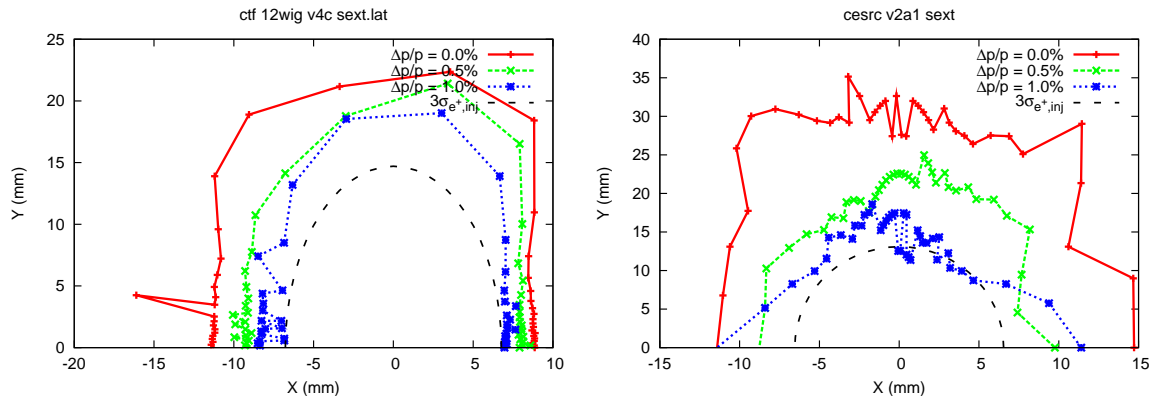 ctf 12wig v4c sext.lat
25
20
15
10
5
0
Y (mm)
-20
-15
-10
-5
0
5
10
X (mm)
Δp/p = 0.0%
Δp/p = 0.5%
Δp/p = 1.0%
3σe+,inj
cesrc v2a1 sext
40
35
30
25
20
15
10
5
0
Y (mm)
-15
-10
-5
0
5
10
15
X (mm)
Δp/p = 0.0%
Δp/p = 0.5%
Δp/p = 1.0%
3σe+,inj